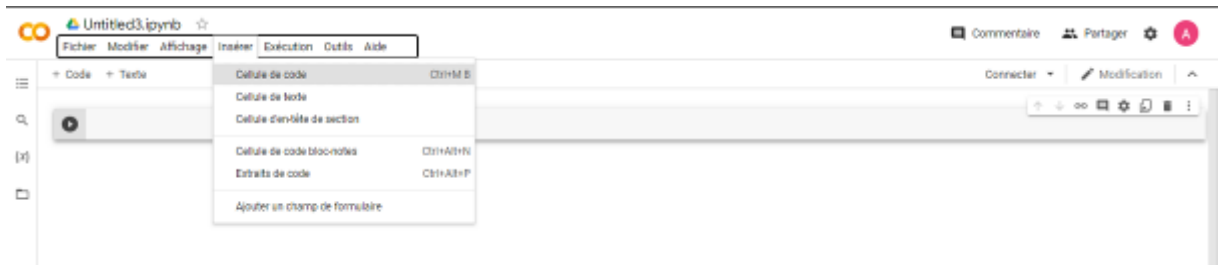 Untitled3.ipynb
Commentaire Partager A
Fichier Modifier Affichage Insérer Exécution Outils Aide
+ Code + Texte
Connecter Modification
Cellule de code Ctrl+M B
Cellule de texte
Cellule d'en-tête de section
Cellule de code bloc-notes Ctrl+Alt+N
Extraits de code Ctrl+Alt+P
Ajouter un champ de formulaire
{x}